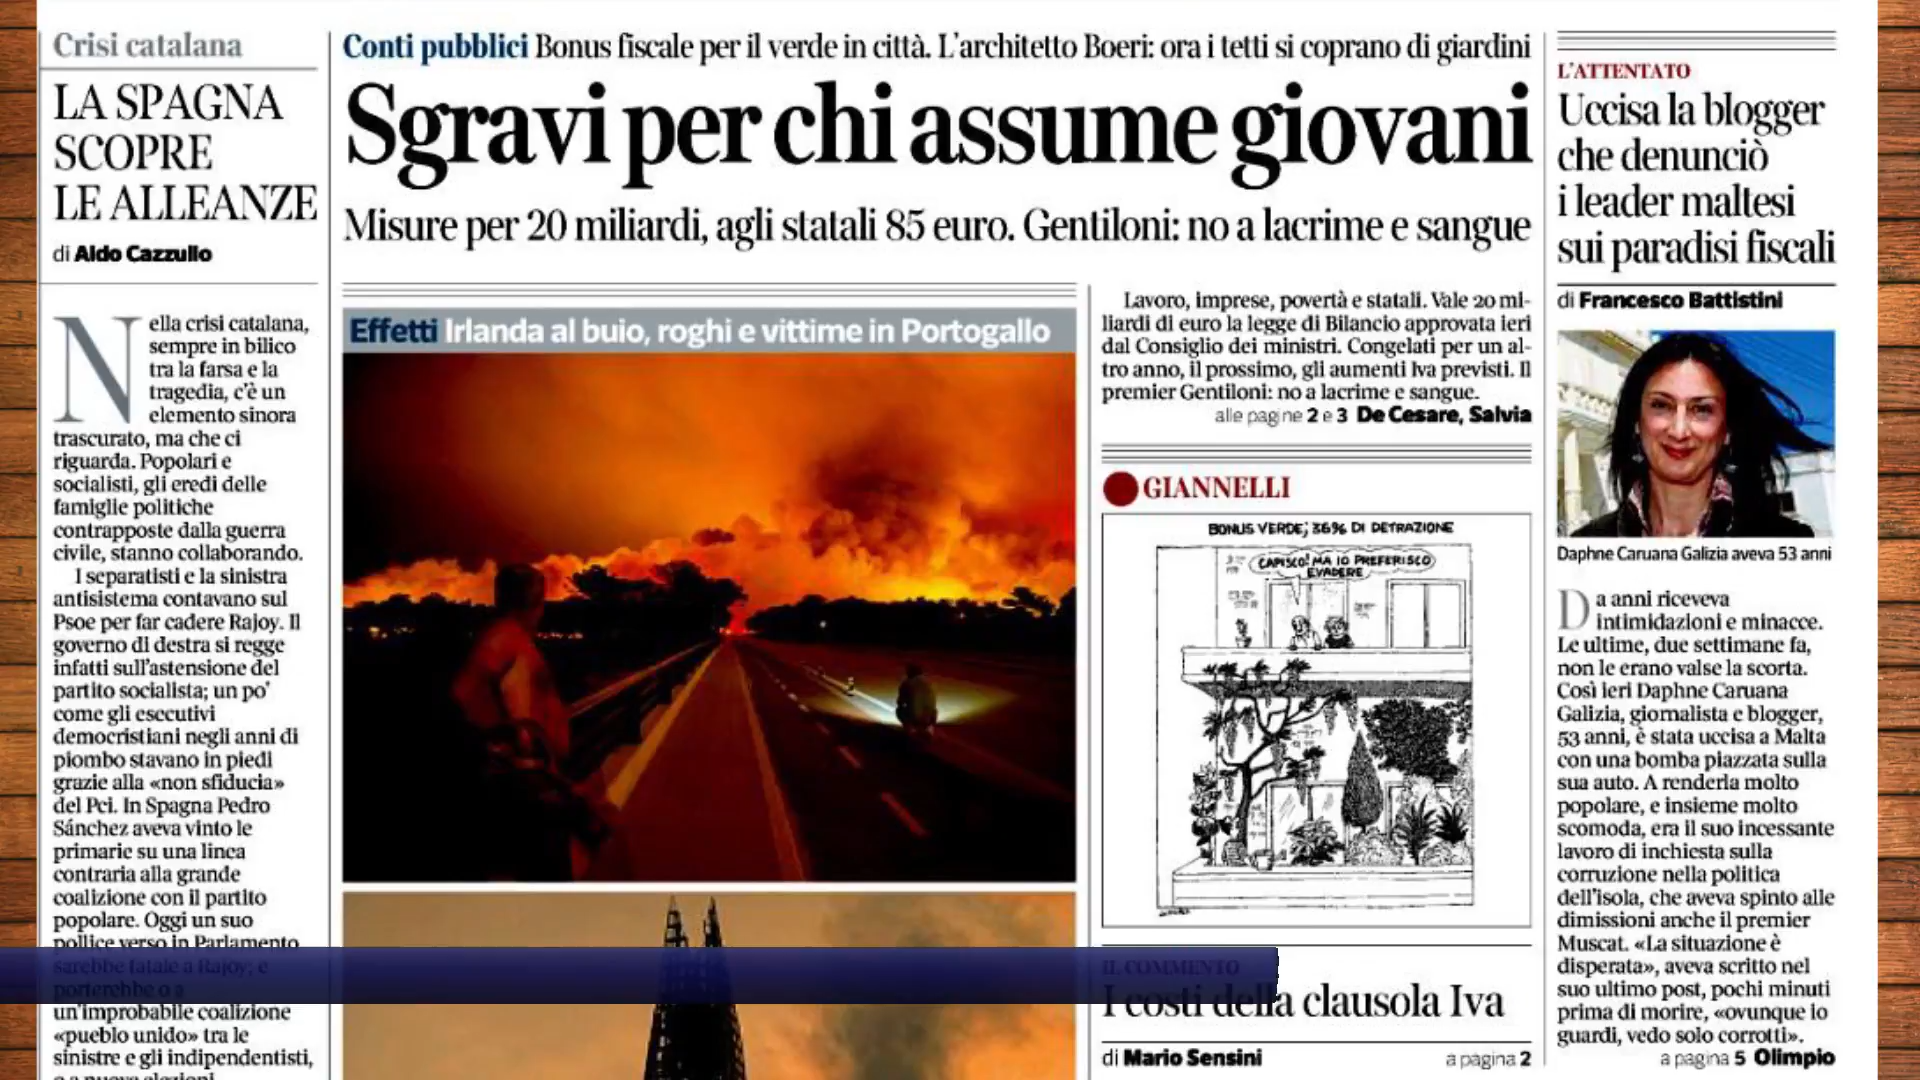 Crisi catalana
LA SPAGNA
SCOPRE
LE ALLEANZE
di Aldo Cazzullo
Nella crisi catalana,
sempre in bilico
tra la farsa e la
tragedia, c'è un
elemento sinora
trascurato, ma che ci
riguarda. Popolari e
socialisti, gli eredi delle
famiglie politiche
contrapposte dalla guerra
civile, stanno collaborando.
I separatisti e la sinistra
antisistema contavano sul
Psoe per far cadere Rajoy. Il
governo di destra si regge
infatti sull'astensione del
partito socialista; un po'
come gli esecutivi
democristiani negli anni di
piombo stavano in piedi
grazie alla «non sfiducia»
del Pci. In Spagna Pedro
Sánchez aveva vinto le
primarie su una linea
contraria alla grande
coalizione con il partito
popolare. Oggi un suo
pollice verso in Parlamento
sarebbe fatale a Rajoy; e
porterebbe o a
un'improbabile coalizione
«pueblo unido» tra le
sinistre e gli indipendentisti,
o a nuove elezioni.
Conti pubblici Bonus fiscale per il verde in città. L'architetto Boeri: ora i tetti si coprano di giardini
Sgravi per chi assume giovani
Misure per 20 miliardi, agli statali 85 euro. Gentiloni: no a lacrime e sangue
Effetti Irlanda al buio, roghi e vittime in Portogallo
Lavoro, imprese, povertà e statali. Vale 20 mi-
liardi di euro la legge di Bilancio approvata ieri
dal Consiglio dei ministri. Congelati per un al-
tro anno, il prossimo, gli aumenti Iva previsti. Il
premier Gentiloni: no a lacrime e sangue.
alle pagine 2 e 3 De Cesare, Salvia
GIANNELLI
BONUS VERDE; 36% DI DETRAZIONE
CAPISCO! MA IO PREFERISCO
EVADERE
IL COMMENTO
I costi della clausola Iva
di Mario Sensini
a pagina 2
L'ATTENTATO
Uccisa la blogger
che denunciò
i leader maltesi
sui paradisi fiscali
di Francesco Battistini
Daphne Caruana Galizia aveva 53 anni
Da anni riceveva
intimidazioni e minacce.
Le ultime, due settimane fa,
non le erano valse la scorta.
Così ieri Daphne Caruana
Galizia, giornalista e blogger,
53 anni, è stata uccisa a Malta
con una bomba piazzata sulla
sua auto. A renderla molto
popolare, e insieme molto
scomoda, era il suo incessante
lavoro di inchiesta sulla
corruzione nella politica
dell'isola, che aveva spinto alle
dimissioni anche il premier
Muscat. «La situazione è
disperata», aveva scritto nel
suo ultimo post, pochi minuti
prima di morire, «ovunque lo
guardi, vedo solo corrotti».
a pagina 5 Olimpio